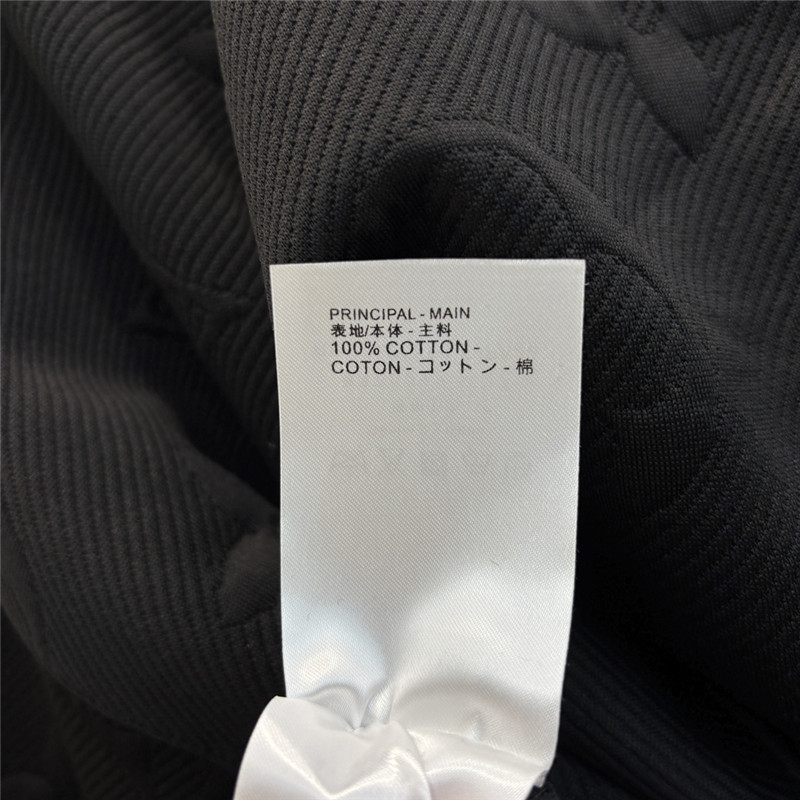 PRINCIPAL - MAIN
表地/本体 - 主料
100% COTTON -
COTON - コットン - 棉